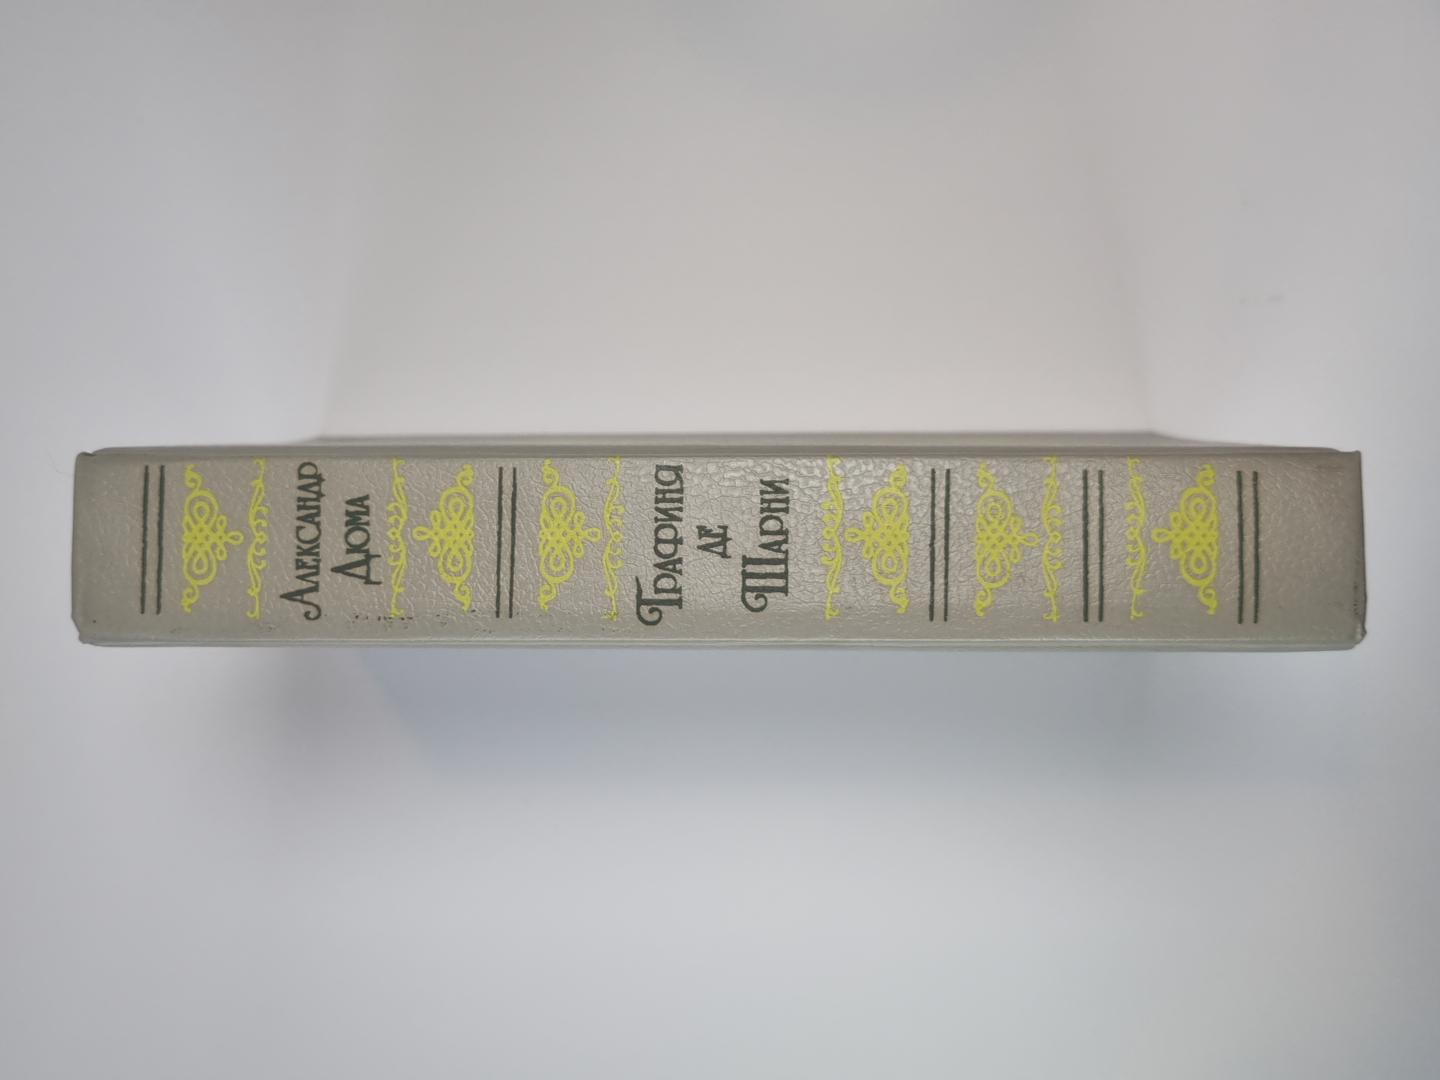 Александр
Дюма
Графиня
де
Шарни